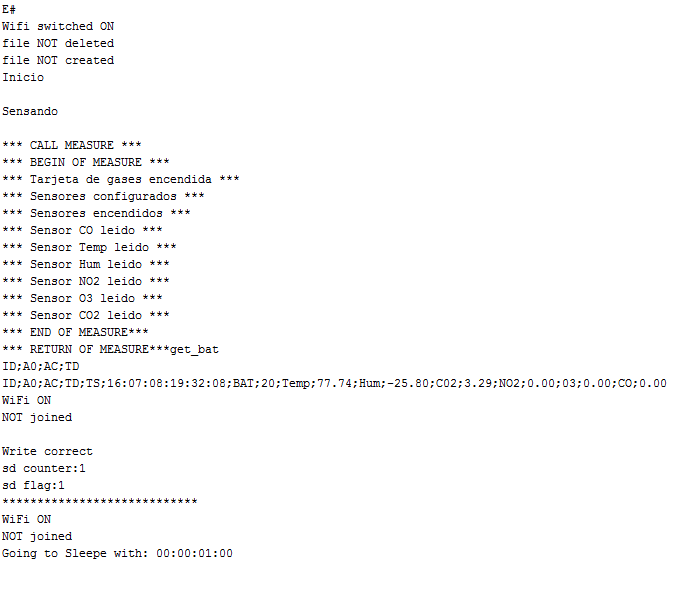 E#
Wifi switched ON
file NOT deleted
file NOT created
Inicio
Sensando
*** CALL MEASURE ***
*** BEGIN OF MEASURE ***
*** Tarjeta de gases encendida ***
*** Sensores configurados ***
*** Sensores encendidos ***
*** Sensor CO leido ***
*** Sensor Temp leido ***
*** Sensor Hum leido ***
*** Sensor NO2 leido ***
*** Sensor O3 leido ***
*** Sensor CO2 leido ***
*** END OF MEASURE***
*** RETURN OF MEASURE***get_bat
ID;A0;AC;TD
ID;A0;AC;TD;TS;16:07:08:19:32:08;BAT;20;Temp;77.74;Hum;-25.80;C02;3.29;NO2;0.00;03;0.00;CO;0.00
WiFi ON
NOT joined
Write correct
sd counter:1
sd flag:1
****************************
WiFi ON
NOT joined
Going to Sleepe with: 00:00:01:00